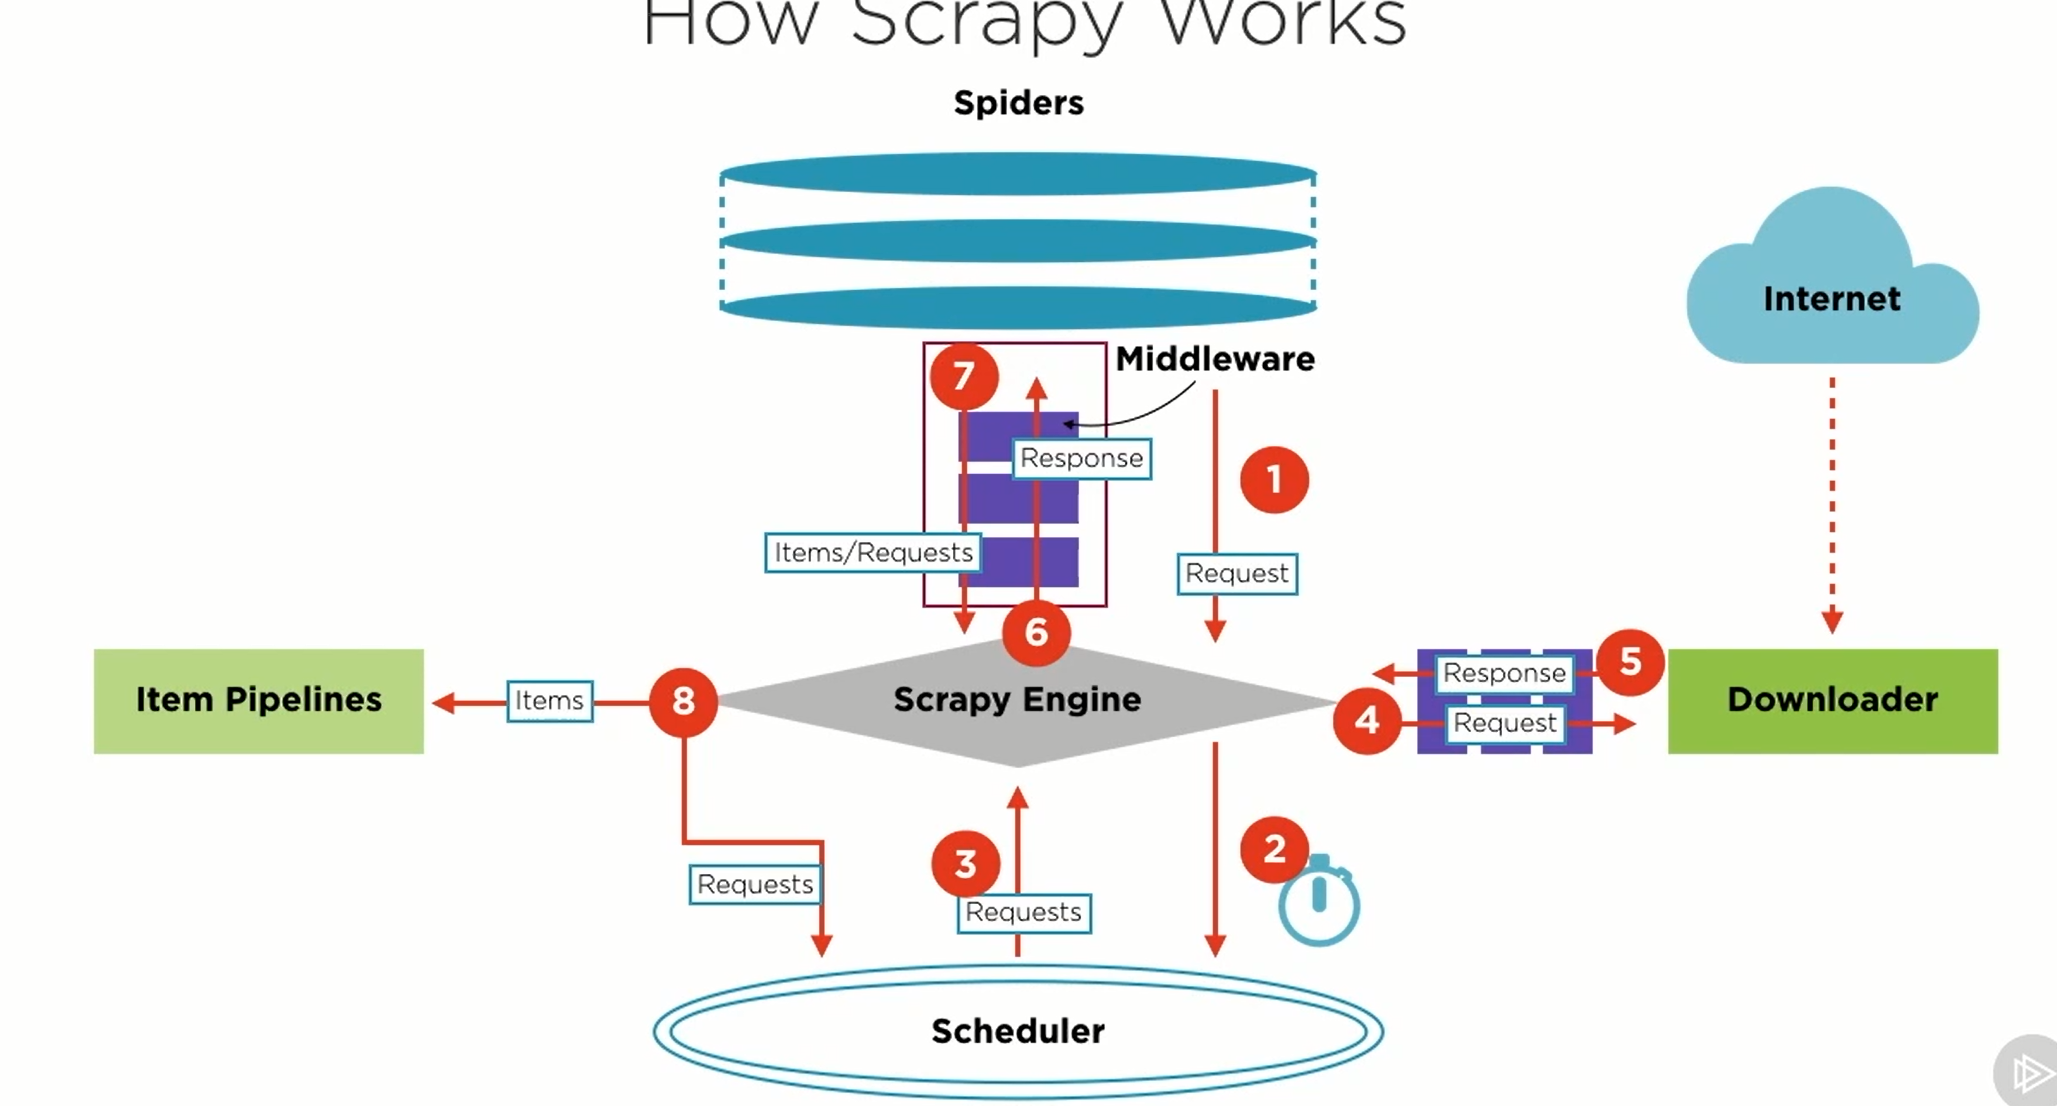 How Scrapy Works
Spiders
Internet
7
Middleware
Response
1
Items/Requests
Request
6
Response
5
Item Pipelines
Items
8
Scrapy Engine
4
Request
Downloader
3
2
Requests
Requests
Scheduler